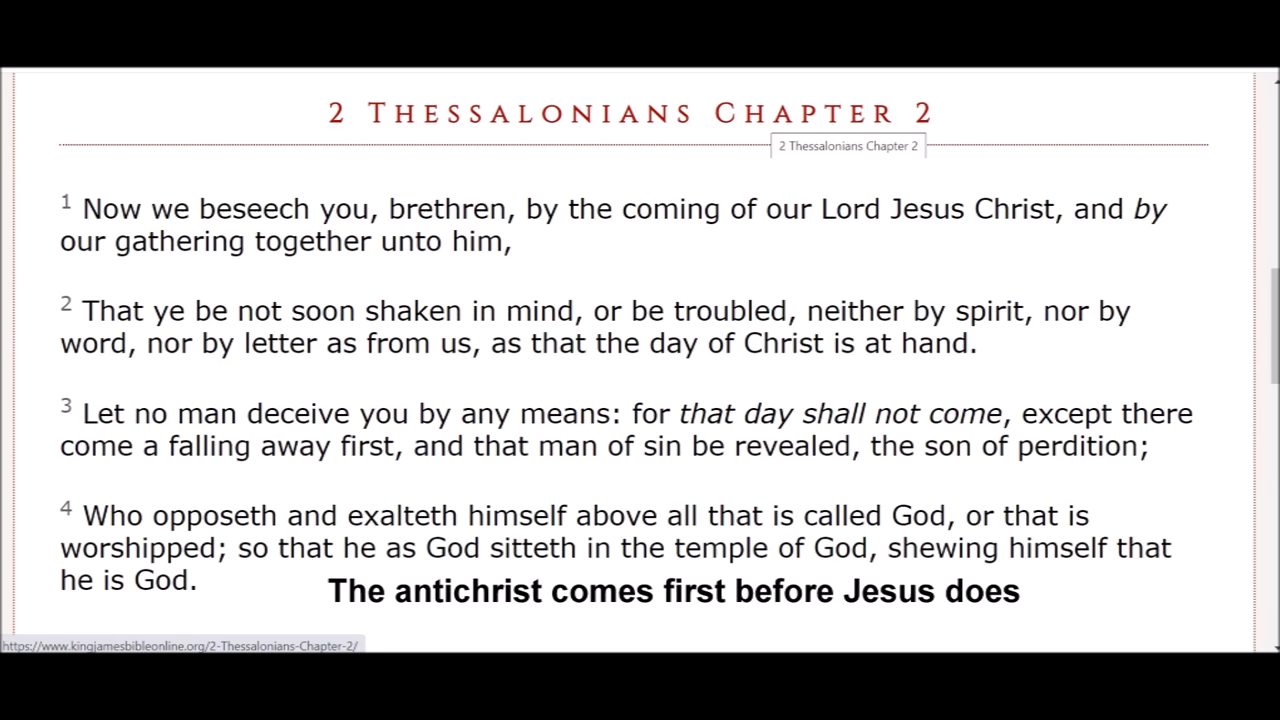 2 Thessalonians Chapter 2
2 Thessalonians Chapter 2
1 Now we beseech you, brethren, by the coming of our Lord Jesus Christ, and by
our gathering together unto him,
2 That ye be not soon shaken in mind, or be troubled, neither by spirit, nor by
word, nor by letter as from us, as that the day of Christ is at hand.
3 Let no man deceive you by any means: for that day shall not come, except there
come a falling away first, and that man of sin be revealed, the son of perdition;
4 Who opposeth and exalteth himself above all that is called God, or that is
worshipped; so that he as God sitteth in the temple of God, shewing himself that
he is God.
The antichrist comes first before Jesus does
https://www.kingjamesbibleonline.org/2-Thessalonians-Chapter-2/